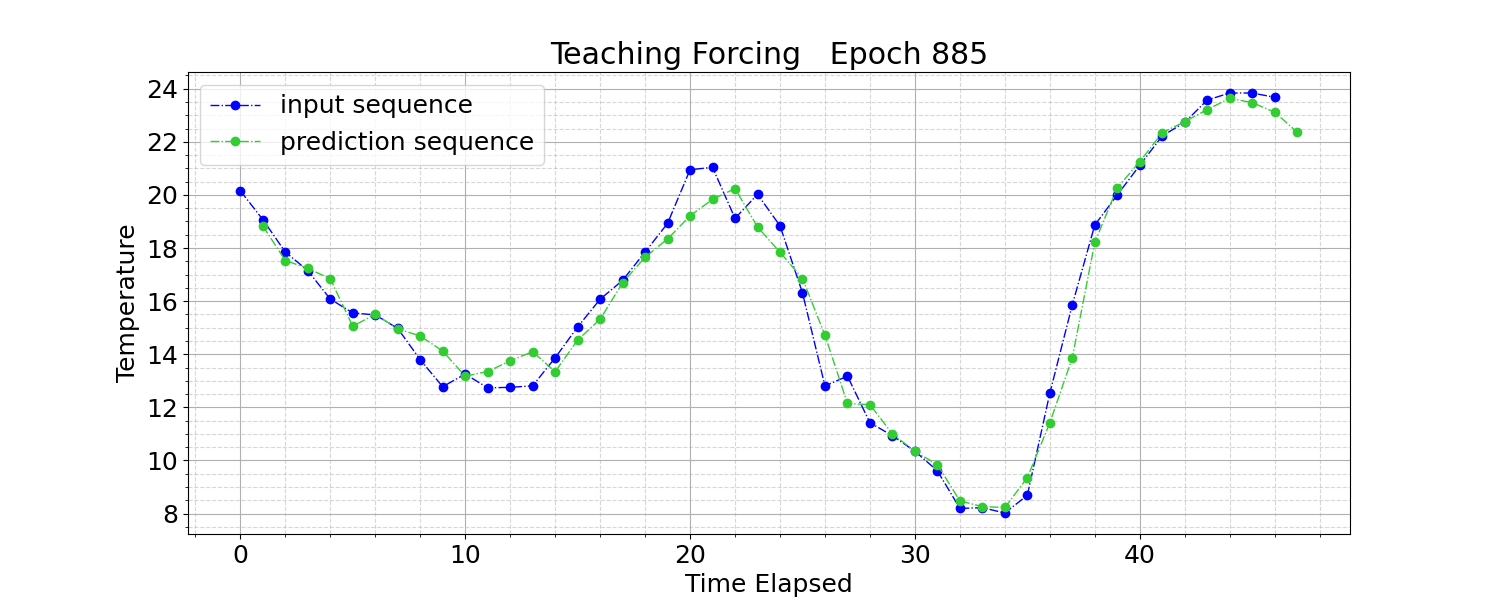 Teaching Forcing   Epoch 885
input sequence
prediction sequence
Temperature
24
22
20
18
16
14
12
10
8
0 10 20 30 40
Time Elapsed